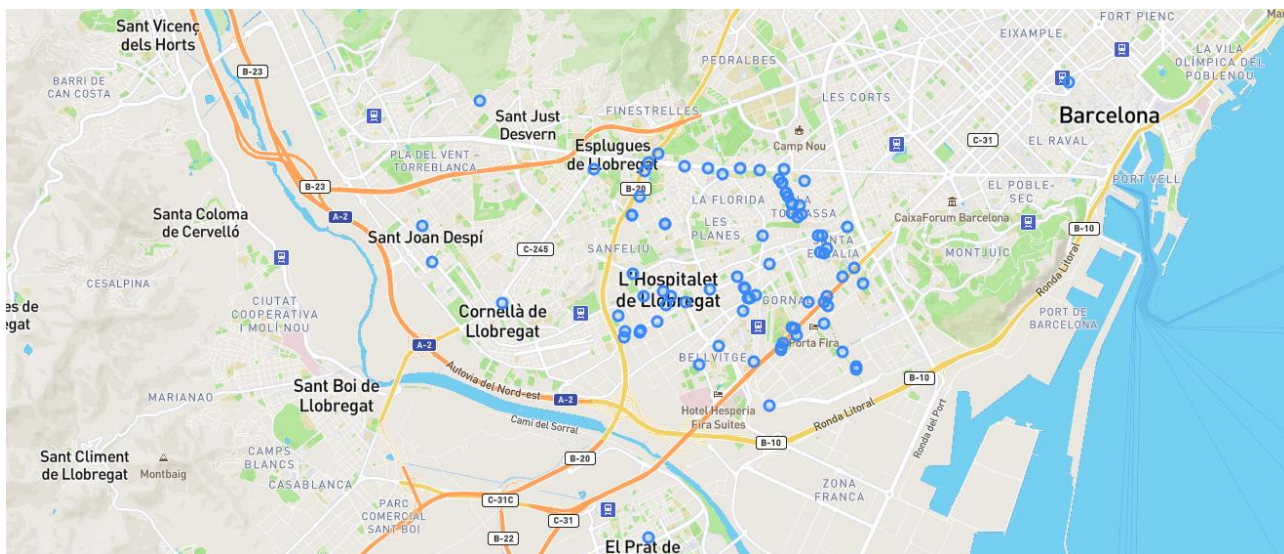 Sant Vicenç
dels Horts
FORT PIENC
EIXAMPLE
LA VILA
OLÍMPICA DEL
POBLENOU
PEDRALBES
B-23
BARRI DE
CAN COSTA
LES CORTS
FINESTRELLES
Sant Just
Desvern
Barcelona
Camp Nou
C-31
EL RAVAL
Esplugues
de Llobregat
PLA DEL VENT –
TORREBLANCA
B-23
B-20
EL POBLE-
SEC
PORT VELL
LA FLORIDA
LA
TORRASSA
CaixaForum Barcelona
Santa Coloma
de Cervelló
A-2
LES
PLANES
B-10
Sant Joan Despí
C-245
SANFELIU
SANTA
EULÀLIA
MONTJUÏC
Ronda Litoral
CESALPINA
L'Hospitalet
de Llobregat
CIUTAT
COOPERATIVA
I MOLÍ NOU
GORNAL
Cornellà de
Llobregat
PORT DE
BARCELONA
es de
egat
A-2
Porta Fira
BELLVITGE
Autovia del Nord-est
B-10
Sant Boi de
Llobregat
MARIANAO
A-2
Hotel Hesperia
Fira Suites
Ronda Litoral
Camí del Sorral
B-10
Ronda del Port
Sant Climent
de Llobregat
Montbaig
CAMPS
BLANCS
B-20
CASABLANCA
ZONA
FRANCA
PARC
COMERCIAL
SANT BOI
C-31C
C-31
B-22
El Prat de